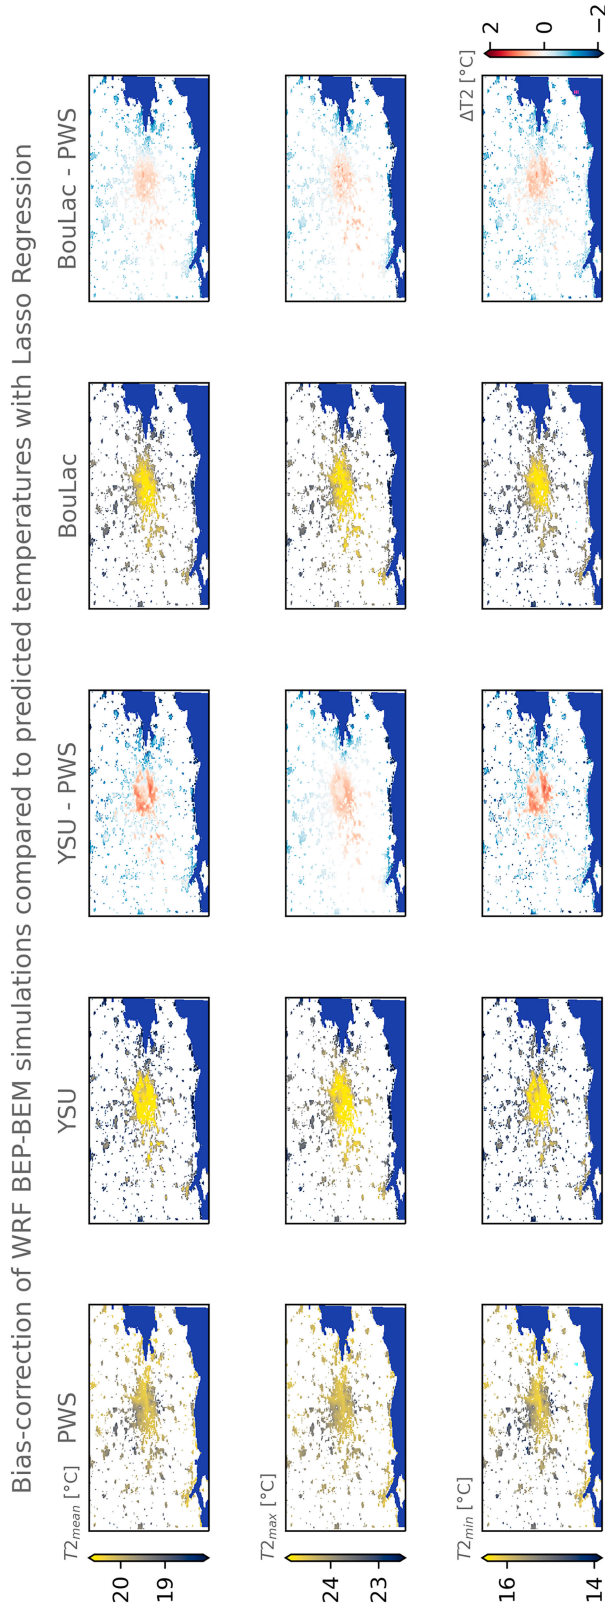 Bias-correction of WRF BEP-BEM simulations compared to predicted temperatures with Lasso Regression
PWS
YSU
YSU - PWS
BouLac
BouLac - PWS
T2mean [°C]
20
19
T2max [°C]
24
23
T2min [°C]
16
14
ΔT2 [°C]
2
0
−2